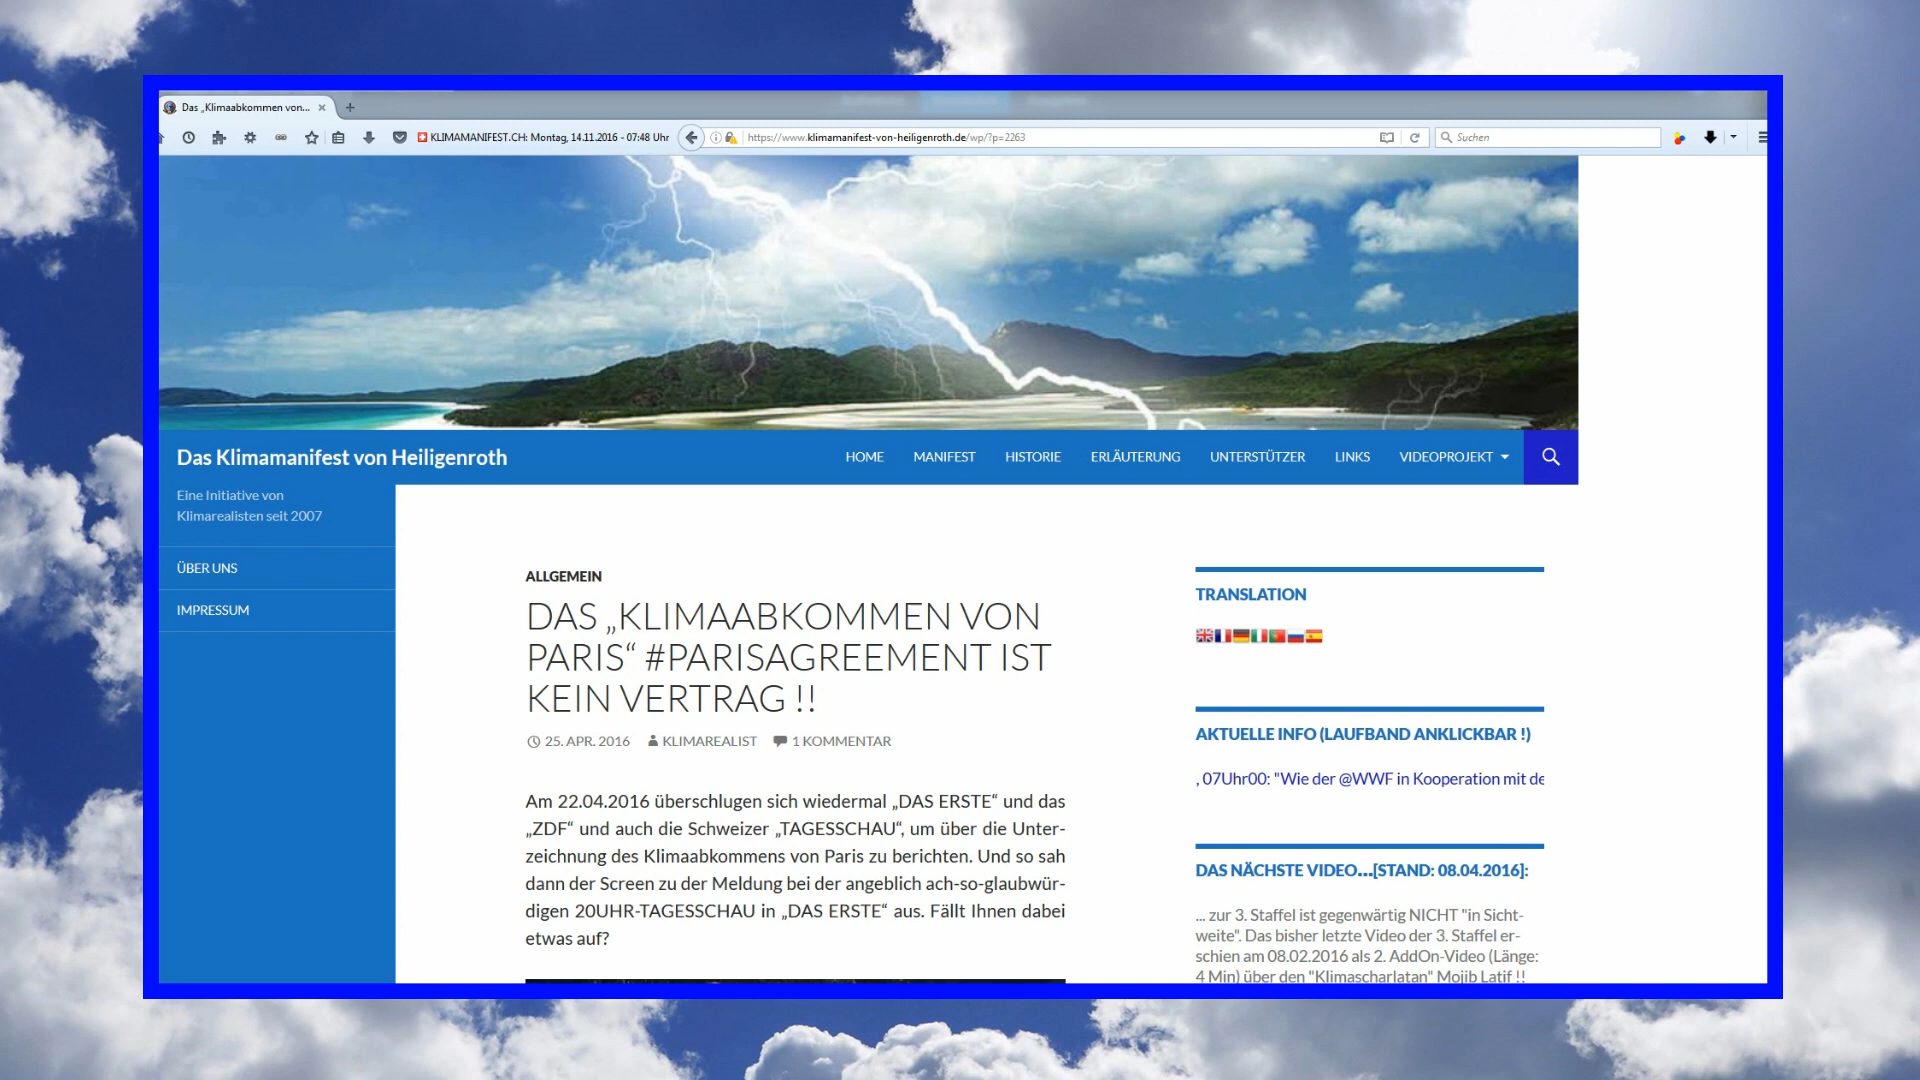 Das „Klimaabkommen von...
KLIMAMANIFEST.CH: Montag, 14.11.2016 - 07:48 Uhr
https://www.klimamanifest-von-heiligenroth.de/wp/?p=2263
Suchen
Das Klimamanifest von Heiligenroth
HOME
MANIFEST
HISTORIE
ERLÄUTERUNG
UNTERSTÜTZER
LINKS
VIDEOPROJEKT
Eine Initiative von
Klimarealisten seit 2007
ÜBER UNS
IMPRESSUM
ALLGEMEIN
DAS „KLIMAABKOMMEN VON
PARIS“ #PARISAGREEMENT IST
KEIN VERTRAG !!
25. APR. 2016
KLIMAREALIST
1 KOMMENTAR
Am 22.04.2016 überschlugen sich wiedermal „DAS ERSTE“ und das
„ZDF“ und auch die Schweizer „TAGESSCHAU“, um über die Unter-
zeichnung des Klimaabkommens von Paris zu berichten. Und so sah
dann der Screen zu der Meldung bei der angeblich ach-so-glaubwür-
digen 20UHR-TAGESSCHAU in „DAS ERSTE“ aus. Fällt Ihnen dabei
etwas auf?
TRANSLATION
AKTUELLE INFO (LAUFBAND ANKLICKBAR !)
, 07Uhr00: "Wie der @WWF in Kooperation mit de
DAS NÄCHSTE VIDEO...[STAND: 08.04.2016]:
... zur 3. Staffel ist gegenwärtig NICHT "in Sicht-
weite". Das bisher letzte Video der 3. Staffel er-
schien am 08.02.2016 als 2. AddOn-Video (Länge:
4 Min) über den "Klimascharlatan" Mojib Latif !!